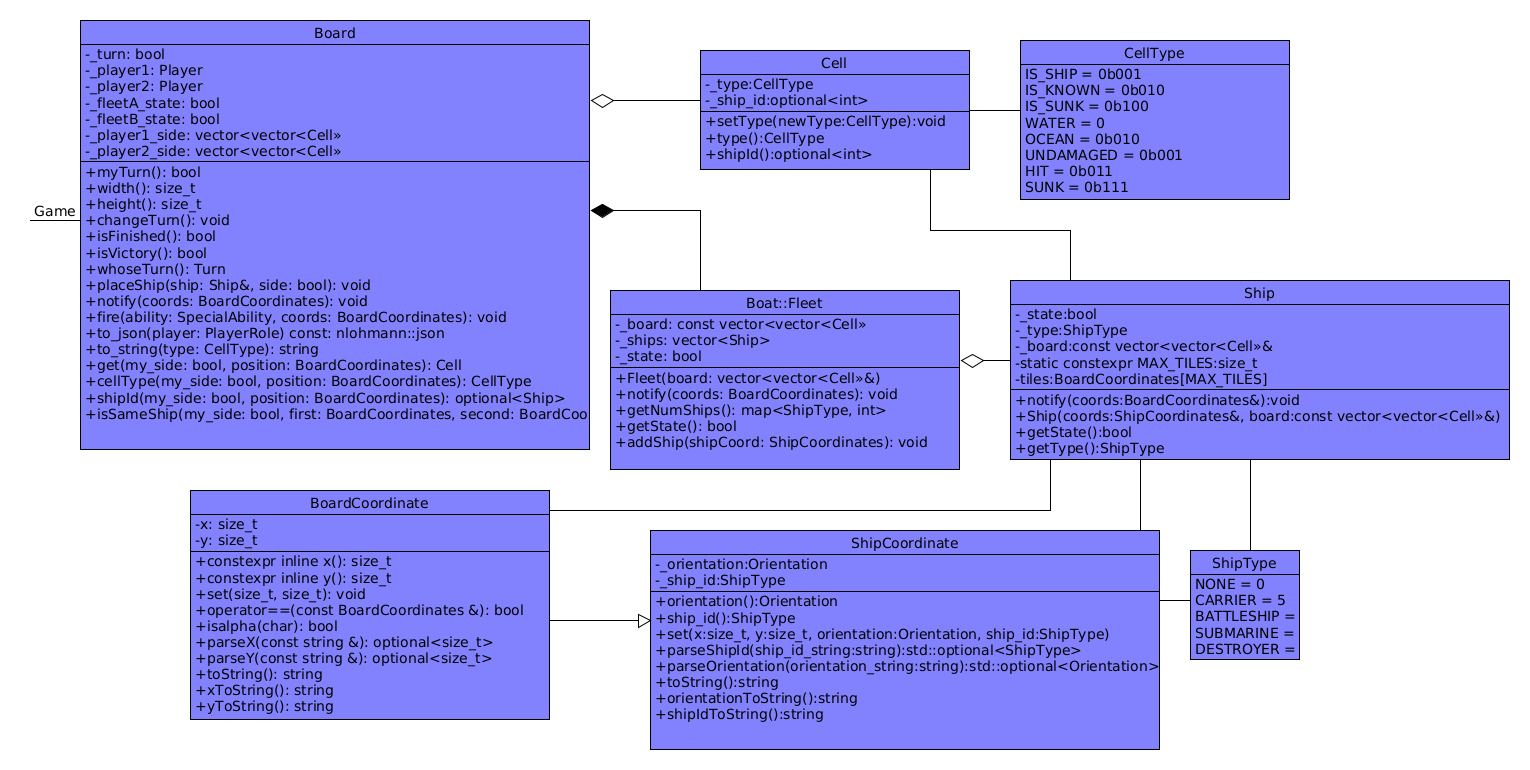 Board
-_turn: bool
-_player1: Player
-_player2: Player
-_fleetA_state: bool
-_fleetB_state: bool
-_player1_side: vector<vector<Cell»
-_player2_side: vector<vector<Cell»
+myTurn(): bool
+width(): size_t
+height(): size_t
+changeTurn(): void
+isFinished(): bool
+isVictory(): bool
+whoseTurn(): Turn
+placeShip(ship: Ship&, side: bool): void
+notify(coords: BoardCoordinates): void
+fire(ability: SpecialAbility, coords: BoardCoordinates): void
+to_json(player: PlayerRole) const: nlohmann::json
+to_string(type: CellType): string
+get(my_side: bool, position: BoardCoordinates): Cell
+cellType(my_side: bool, position: BoardCoordinates): CellType
+shipId(my_side: bool, position: BoardCoordinates): optional<Ship>
+isSameShip(my_side: bool, first: BoardCoordinates, second: BoardCoo
Game
Cell
-_type:CellType
-_ship_id:optional<int>
+setType(newType:CellType):void
+type():CellType
+shipId():optional<int>
CellType
IS_SHIP = 0b001
IS_KNOWN = 0b010
IS_SUNK = 0b100
WATER = 0
OCEAN = 0b010
UNDAMAGED = 0b001
HIT = 0b011
SUNK = 0b111
Boat::Fleet
-_board: const vector<vector<Cell»
-_ships: vector<Ship>
-_state: bool
+Fleet(board: vector<vector<Cell»&)
+notify(coords: BoardCoordinates): void
+getNumShips(): map<ShipType, int>
+getState(): bool
+addShip(shipCoord: ShipCoordinates): void
Ship
-_state:bool
-_type:ShipType
-_board:const vector<vector<Cell»&
-static constexpr MAX_TILES:size_t
-tiles:BoardCoordinates[MAX_TILES]
+notify(coords:BoardCoordinates&):void
+Ship(coords:ShipCoordinates&, board:const vector<vector<Cell»&)
+getState():bool
+getType():ShipType
BoardCoordinate
-x: size_t
-y: size_t
+constexpr inline x(): size_t
+constexpr inline y(): size_t
+set(size_t, size_t): void
+operator==(const BoardCoordinates &): bool
+isalpha(char): bool
+parseX(const string &): optional<size_t>
+parseY(const string &): optional<size_t>
+toString(): string
+xToString(): string
+yToString(): string
ShipCoordinate
-_orientation:Orientation
-_ship_id:ShipType
+orientation():Orientation
+ship_id():ShipType
+set(x:size_t, y:size_t, orientation:Orientation, ship_id:ShipType)
+parseShipId(ship_id_string:string):std::optional<ShipType>
+parseOrientation(orientation_string:string):std::optional<Orientation>
+toString():string
+orientationToString():string
+shipIdToString():string
ShipType
NONE = 0
CARRIER = 5
BATTLESHIP =
SUBMARINE =
DESTROYER =